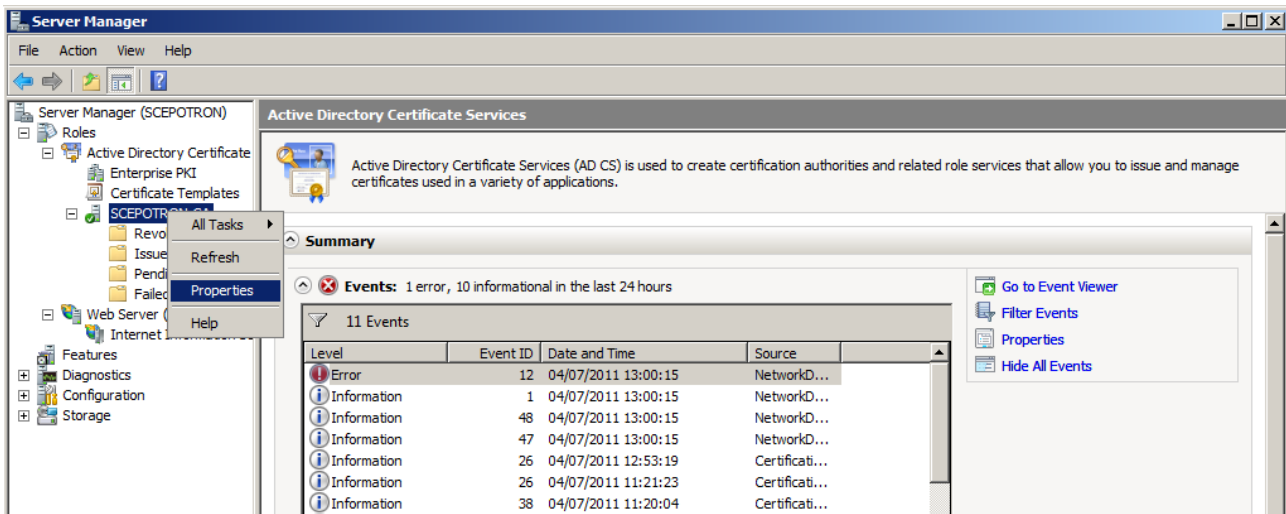 Server Manager
File Action View Help
Server Manager (SCEPOTRON)
Roles
Active Directory Certificate
Enterprise PKI
Certificate Templates
SCEPOTRON-CA
Revo
Issue
Pendi
Failed
Web Server (
Internet
Features
Diagnostics
Configuration
Storage
All Tasks
Refresh
Properties
Help
Active Directory Certificate Services
Active Directory Certificate Services (AD CS) is used to create certification authorities and related role services that allow you to issue and manage
certificates used in a variety of applications.
Summary
Events: 1 error, 10 informational in the last 24 hours
11 Events
Level Event ID Date and Time Source
Error 12 04/07/2011 13:00:15 NetworkD...
Information 1 04/07/2011 13:00:15 NetworkD...
Information 48 04/07/2011 13:00:15 NetworkD...
Information 47 04/07/2011 13:00:15 NetworkD...
Information 26 04/07/2011 12:53:19 Certificati...
Information 26 04/07/2011 11:21:23 Certificati...
Information 38 04/07/2011 11:20:04 Certificati...
Go to Event Viewer
Filter Events
Properties
Hide All Events